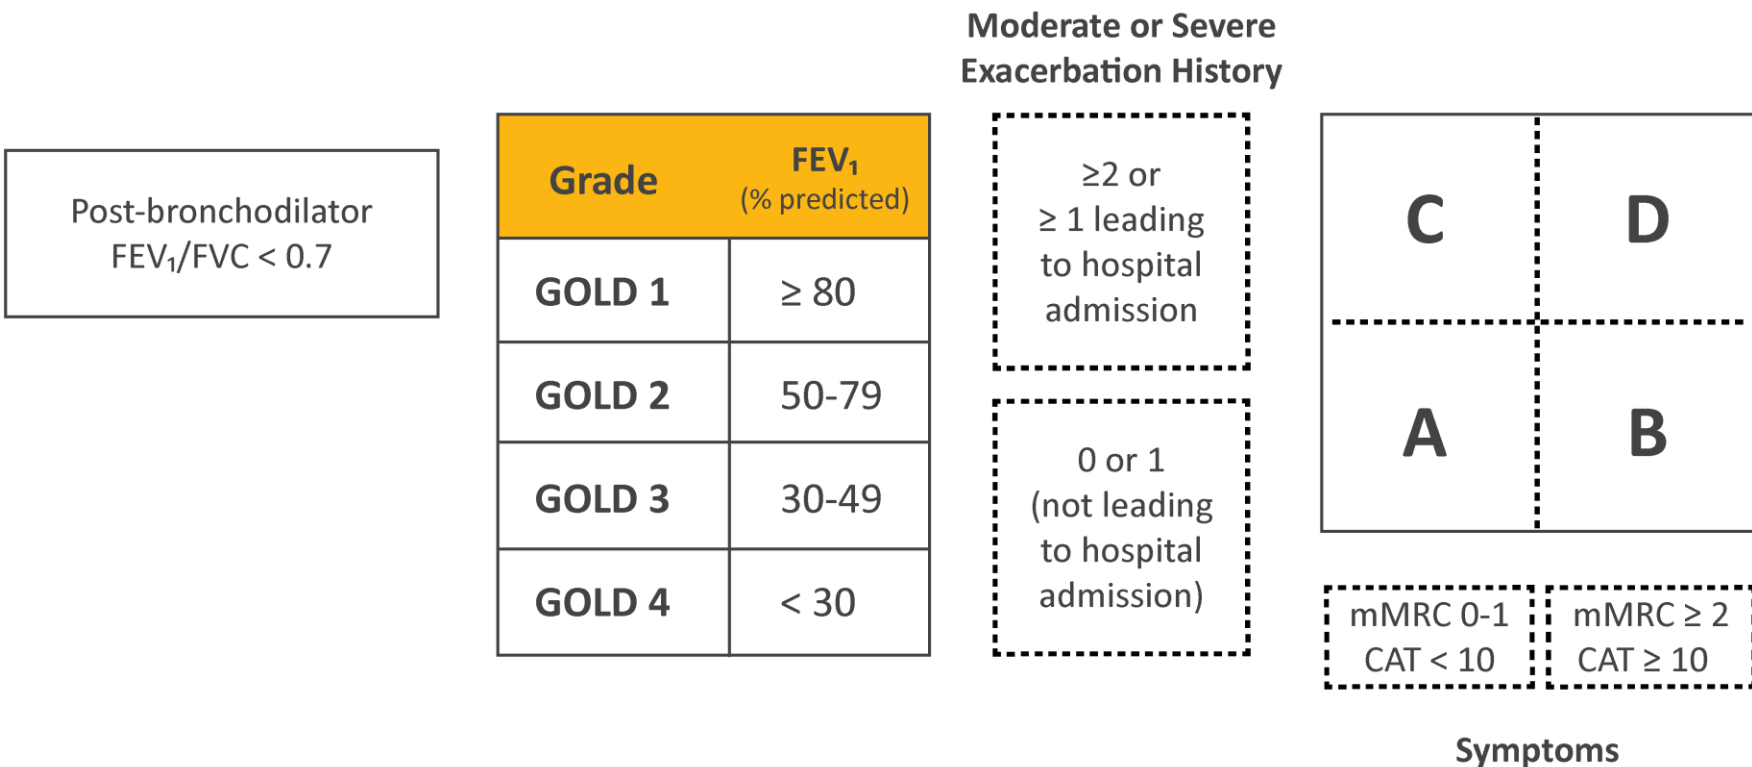 Moderate or Severe
Exacerbation History
Post-bronchodilator
FEV₁/FVC < 0.7
Grade
FEV₁
(% predicted)
GOLD 1
≥ 80
GOLD 2
50-79
GOLD 3
30-49
GOLD 4
< 30
≥2 or
≥ 1 leading
to hospital
admission
0 or 1
(not leading
to hospital
admission)
C
D
A
B
mMRC 0-1
CAT < 10
mMRC ≥ 2
CAT ≥ 10
Symptoms